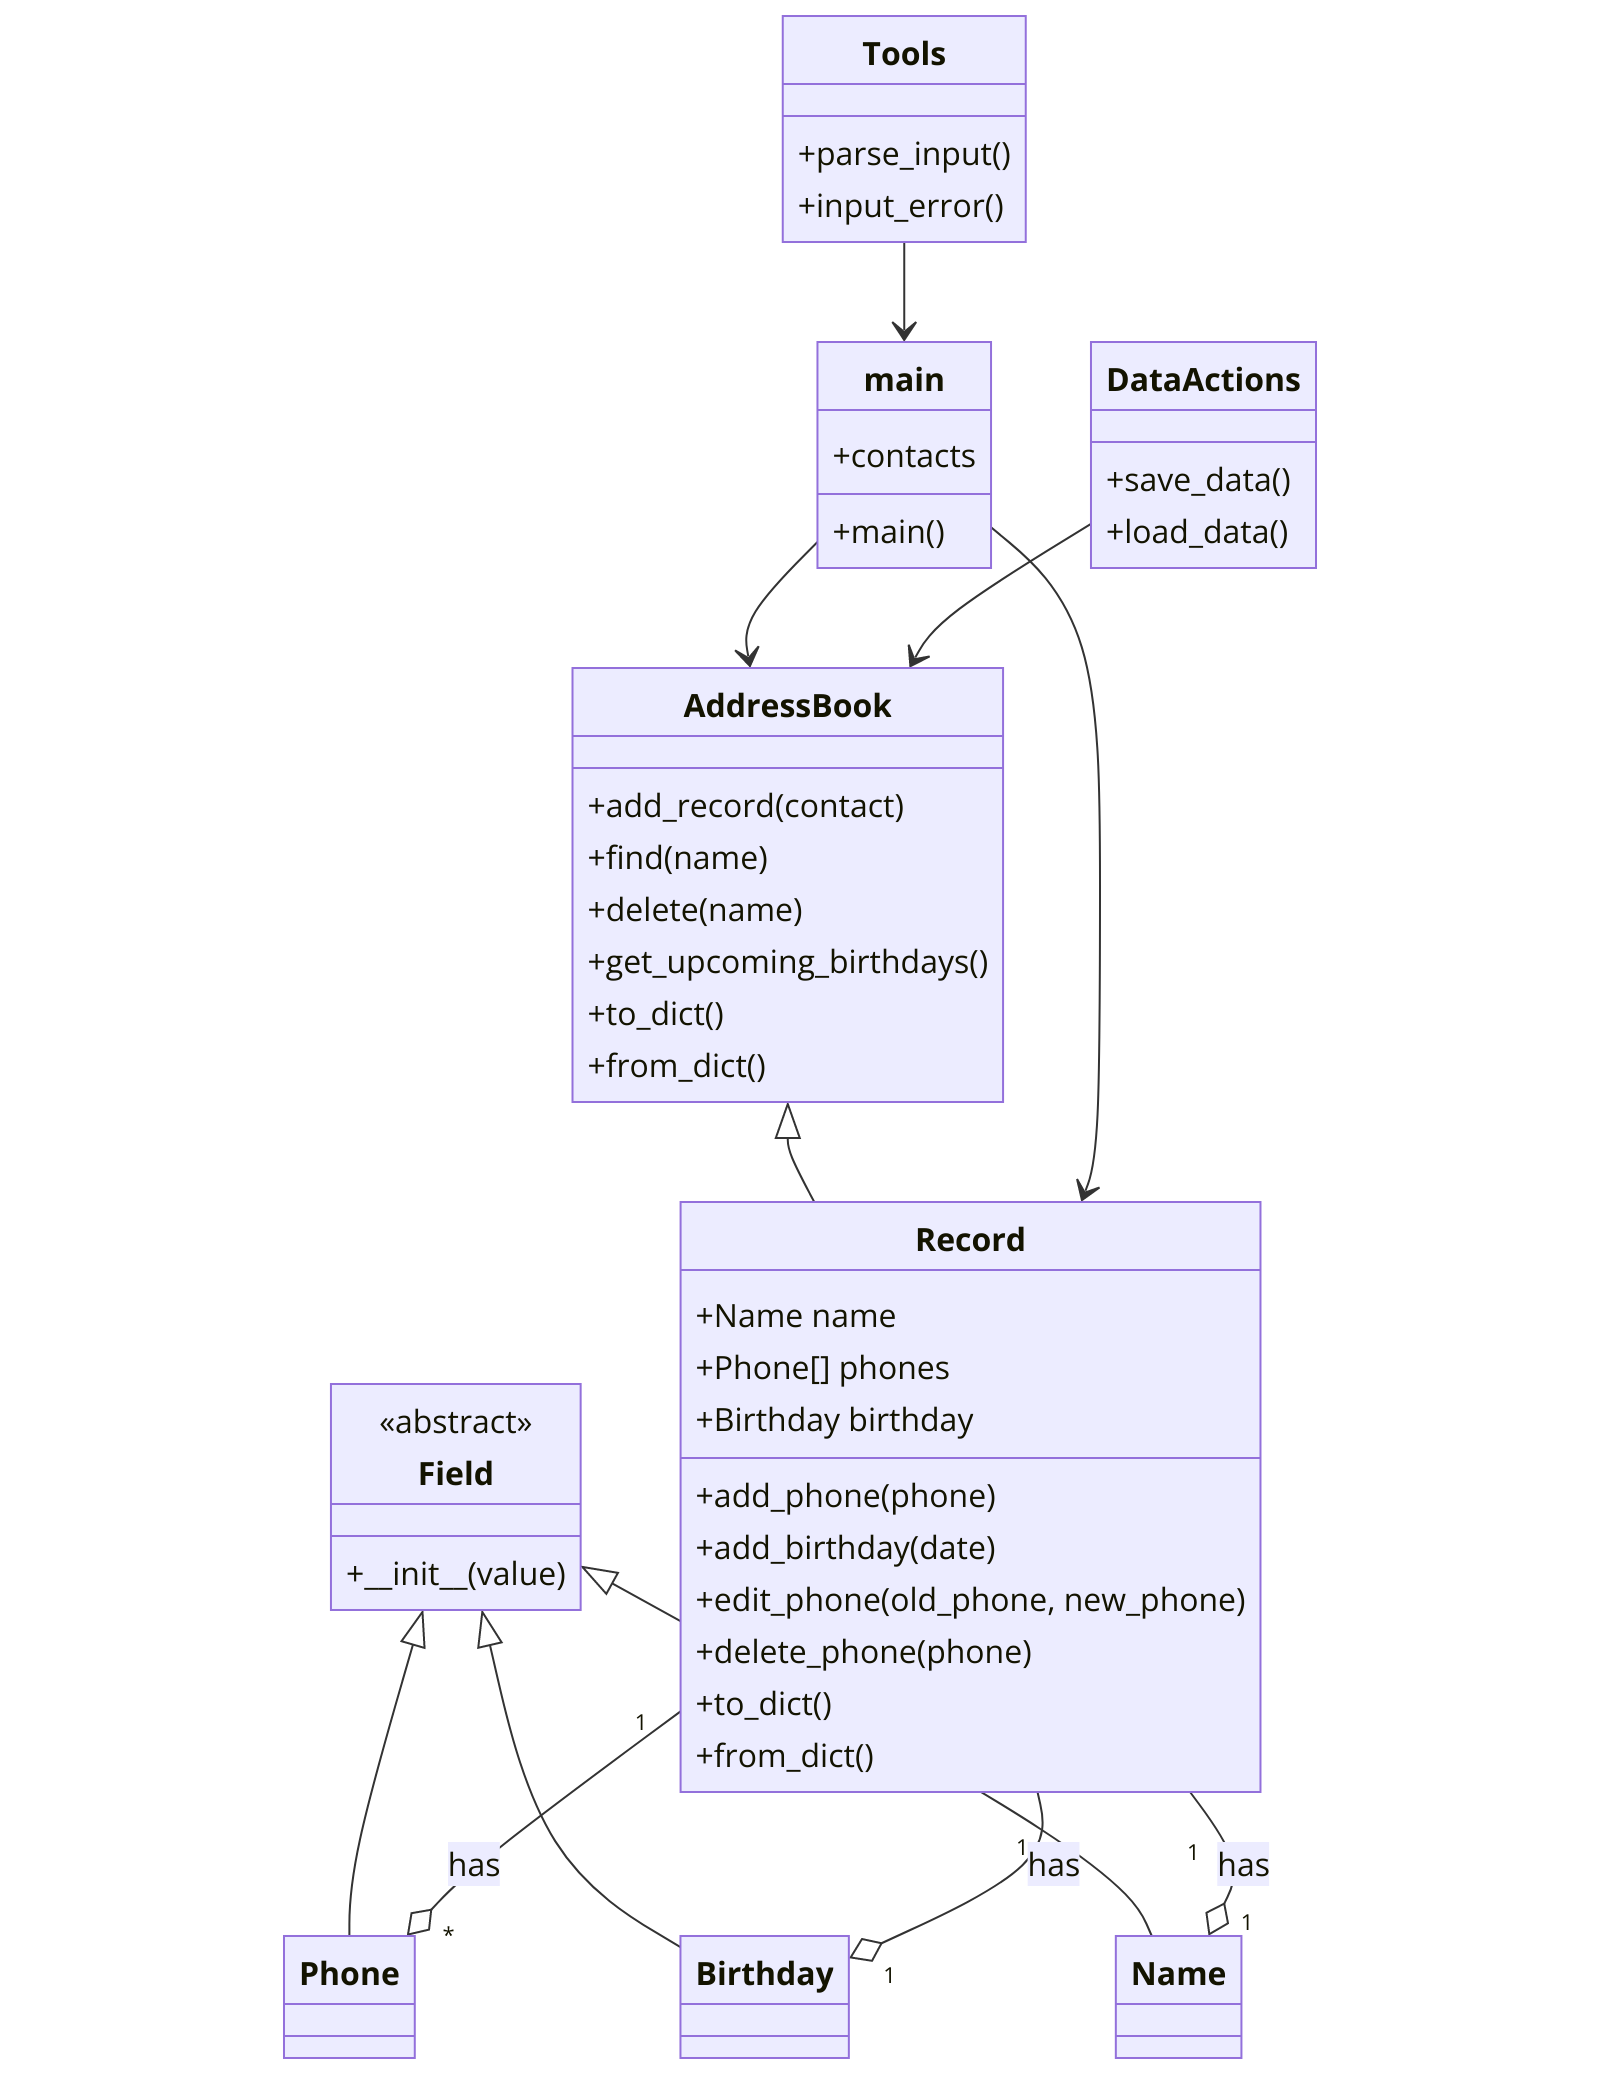 Tools
+parse_input()
+input_error()
main
+contacts
+main()
DataActions
+save_data()
+load_data()
AddressBook
+add_record(contact)
+find(name)
+delete(name)
+get_upcoming_birthdays()
+to_dict()
+from_dict()
Record
+Name name
+Phone[] phones
+Birthday birthday
+add_phone(phone)
+add_birthday(date)
+edit_phone(old_phone, new_phone)
+delete_phone(phone)
+to_dict()
+from_dict()
«abstract»
Field
+__init__(value)
1
has
*
1
has
1
1
has
1
Phone
Birthday
Name